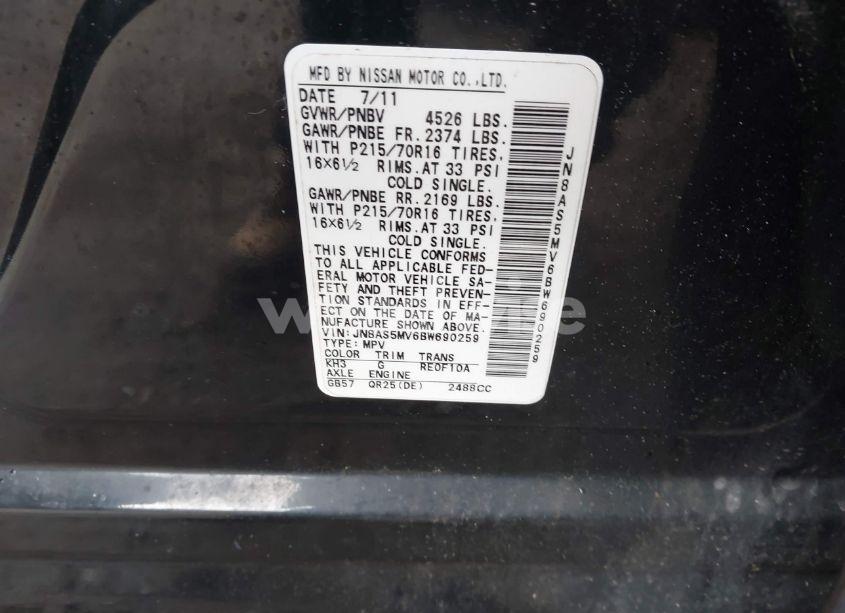 MFD BY NISSAN MOTOR CO.,LTD.
DATE 7/11
GVWR/PNBV 4526 LBS.
GAWR/PNBE FR. 2374 LBS.
WITH P215/70R16 TIRES,
16×6½ RIMS.AT 33 PSI
COLD SINGLE.
GAWR/PNBE RR. 2169 LBS.
WITH P215/70R16 TIRES,
16×6½ RIMS.AT 33 PSI
COLD SINGLE.
THIS VEHICLE CONFORMS
TO ALL APPLICABLE FED-
ERAL MOTOR VEHICLE SA-
FETY AND THEFT PREVEN-
TION STANDARDS IN EFF-
ECT ON THE DATE OF MA-
NUFACTURE SHOWN ABOVE.
VIN: JN8AS5MV6BW690259
TYPE: MPV
COLOR TRIM TRANS
KH3 G RE0F10A
AXLE ENGINE
GB57 QR25(DE) 2488CC
JN8AS5MV6BW690259